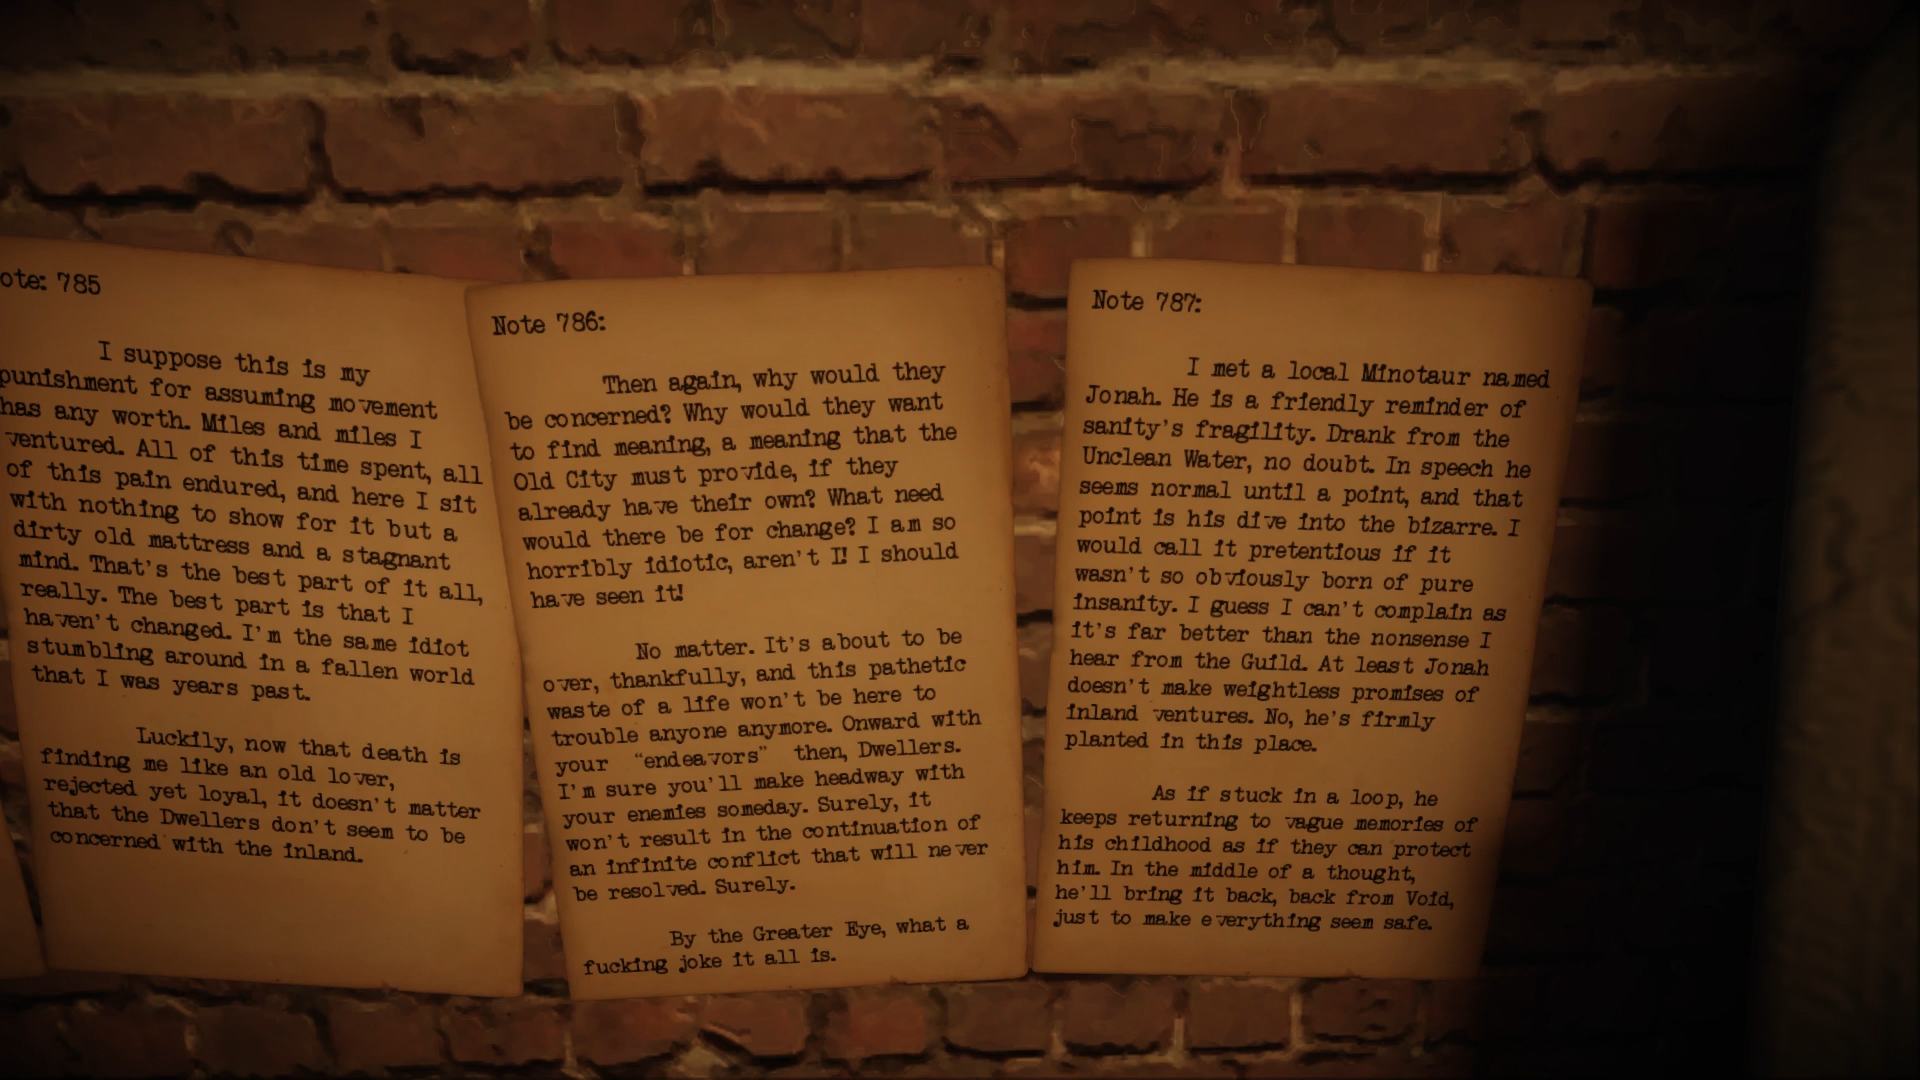 ote: 785
I suppose this is my
punishment for assuming movement
has any worth. Miles and miles I
ventured. All of this time spent, all
of this pain endured, and here I sit
with nothing to show for it but a
dirty old mattress and a stagnant
mind. That's the best part of it all,
really. The best part is that I
haven't changed. I'm the same idiot
stumbling around in a fallen world
that I was years past.
Luckily, now that death is
finding me like an old lover,
rejected yet loyal, it doesn't matter
that the Dwellers don't seem to be
concerned with the inland.
Note 786:
Then again, why would they
be concerned? Why would they want
to find meaning, a meaning that the
Old City must provide, if they
already have their own? What need
would there be for change? I am so
horribly idiotic, aren't I! I should
have seen it!
No matter. It's about to be
over, thankfully, and this pathetic
waste of a life won't be here to
trouble anyone anymore. Onward with
your "endeavors" then, Dwellers.
I'm sure you'll make headway with
your enemies someday. Surely, it
won't result in the continuation of
an infinite conflict that will never
be resolved. Surely.
By the Greater Eye, what a
fucking joke it all is.
Note 787:
I met a local Minotaur named
Jonah. He is a friendly reminder of
sanity's fragility. Drank from the
Unclean Water, no doubt. In speech he
seems normal until a point, and that
point is his dive into the bizarre. I
would call it pretentious if it
wasn't so obviously born of pure
insanity. I guess I can't complain as
it's far better than the nonsense I
hear from the Guild. At least Jonah
doesn't make weightless promises of
inland ventures. No, he's firmly
planted in this place.
As if stuck in a loop, he
keeps returning to vague memories of
his childhood as if they can protect
him. In the middle of a thought,
he'll bring it back, back from Void,
just to make everything seem safe.